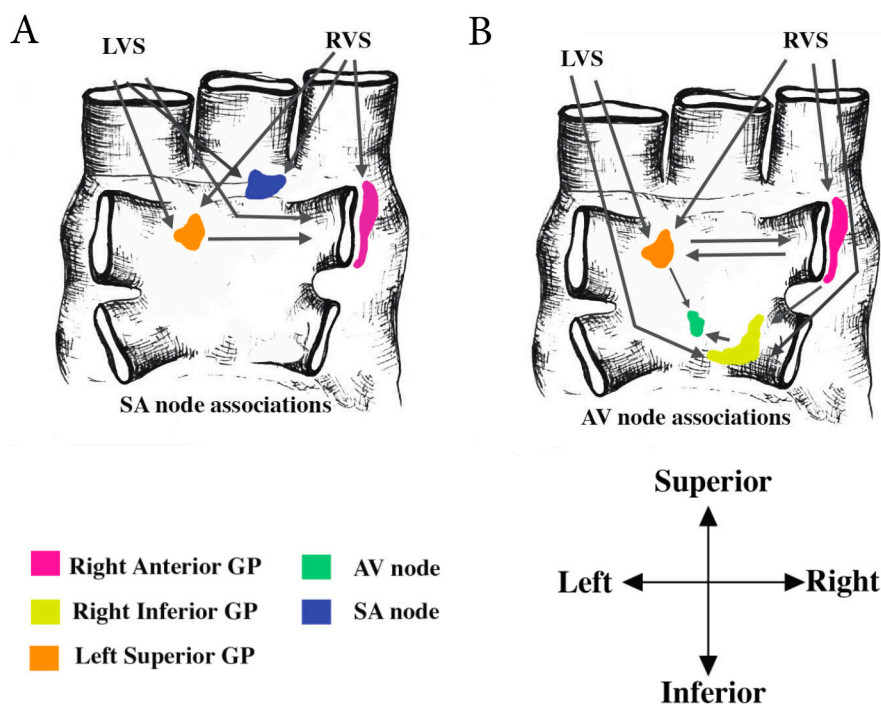 A
B
LVS
RVS
LVS
RVS
SA node associations
AV node associations
Superior
Left
Right
Inferior
Right Anterior GP
AV node
Right Inferior GP
SA node
Left Superior GP